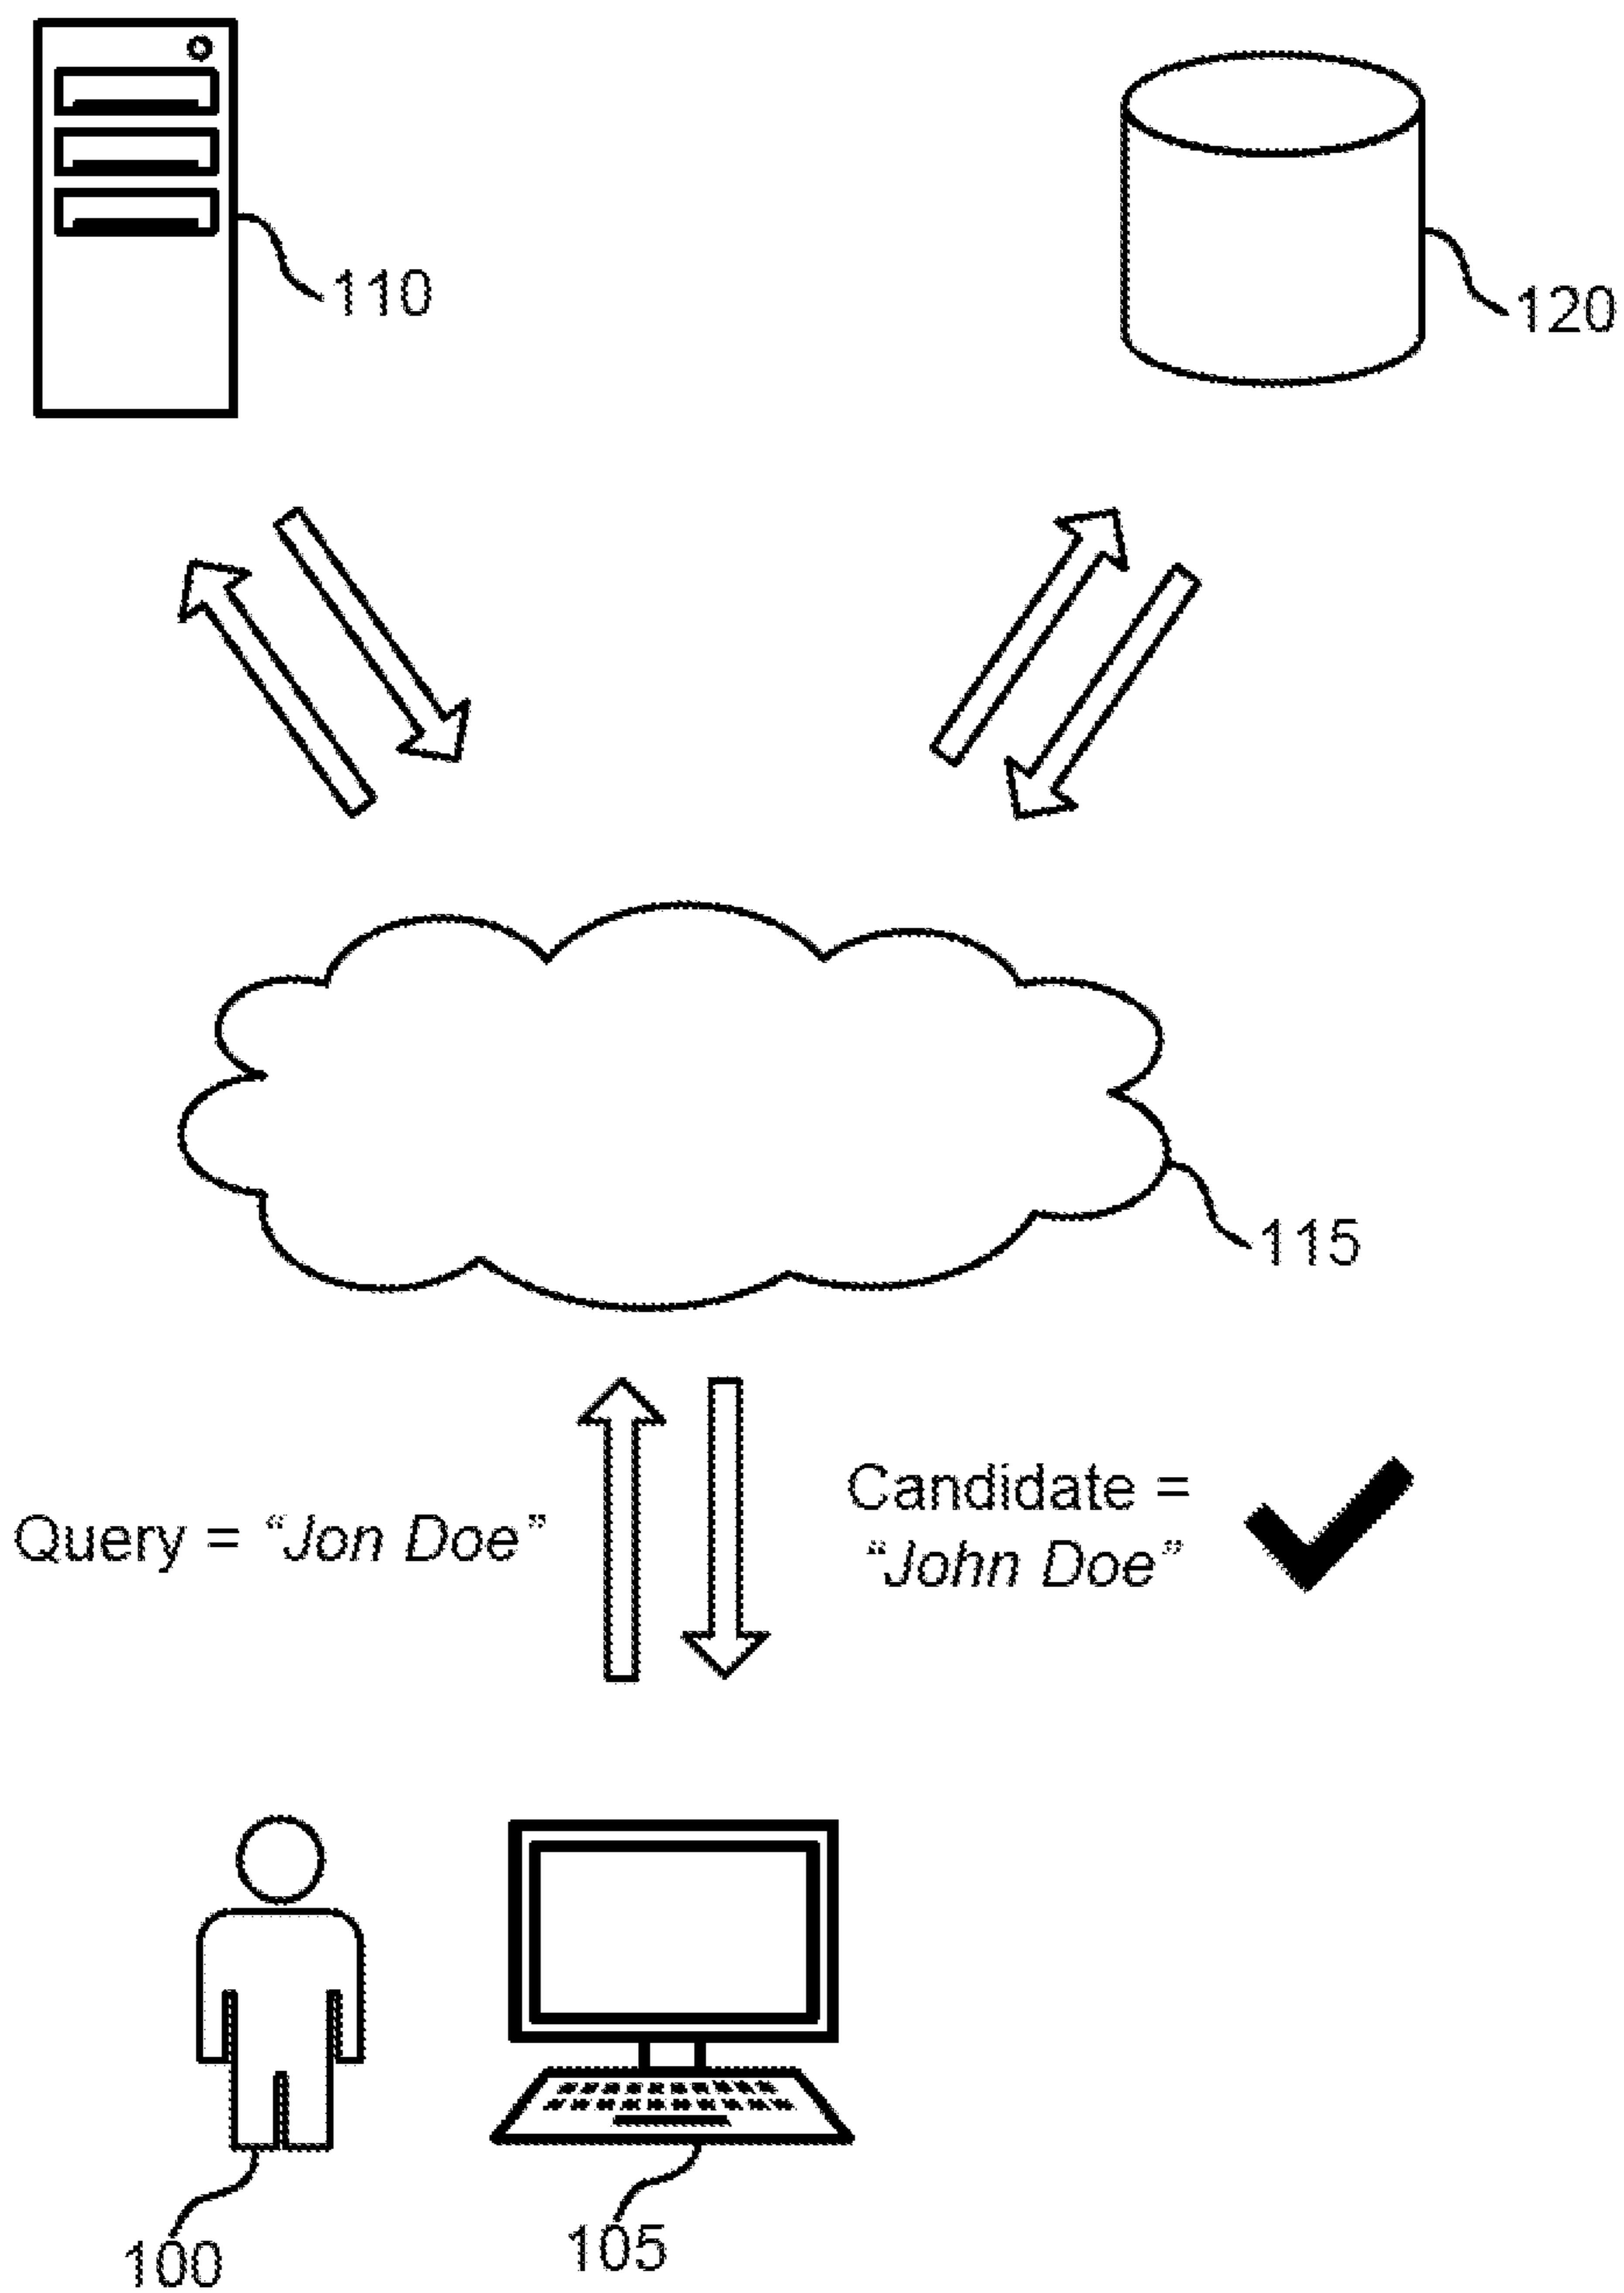 110
120
115
Query = “Jon Doe”
Candidate =
“John Doe”
100
105